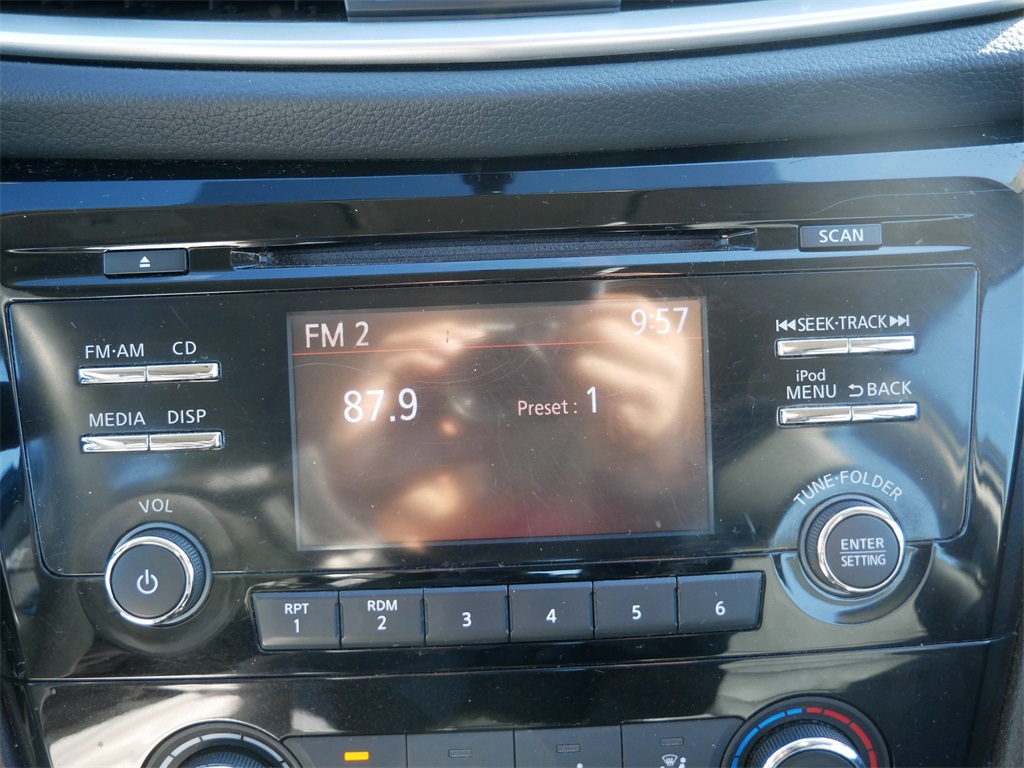 SCAN
FM·AM CD
MEDIA DISP
VOL
FM 2 9:57
87.9 Preset : 1
SEEK·TRACK
iPod
MENU BACK
TUNE·FOLDER
ENTER
SETTING
RPT
1
RDM
2
3
4
5
6